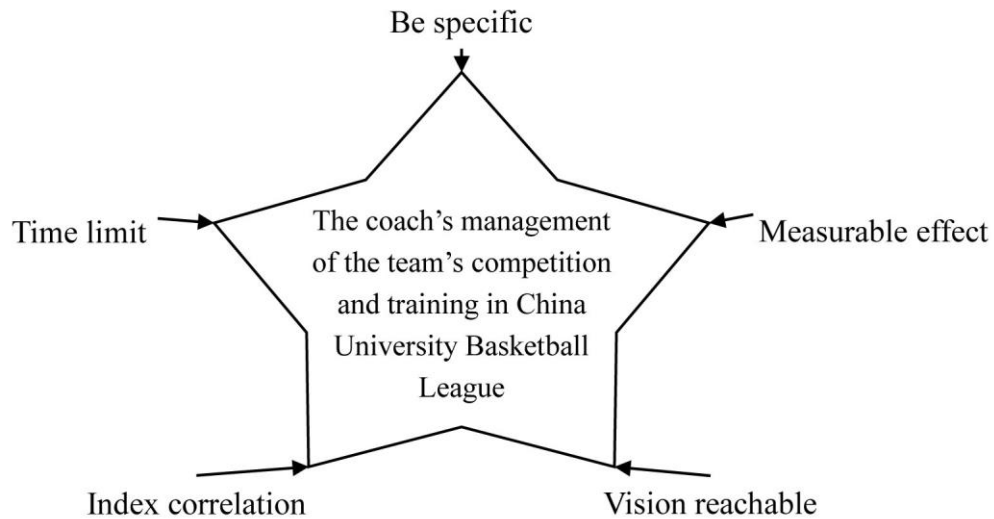 Be specific
Time limit
The coach’s management
of the team’s competition
and training in China
University Basketball
League
Measurable effect
Index correlation
Vision reachable